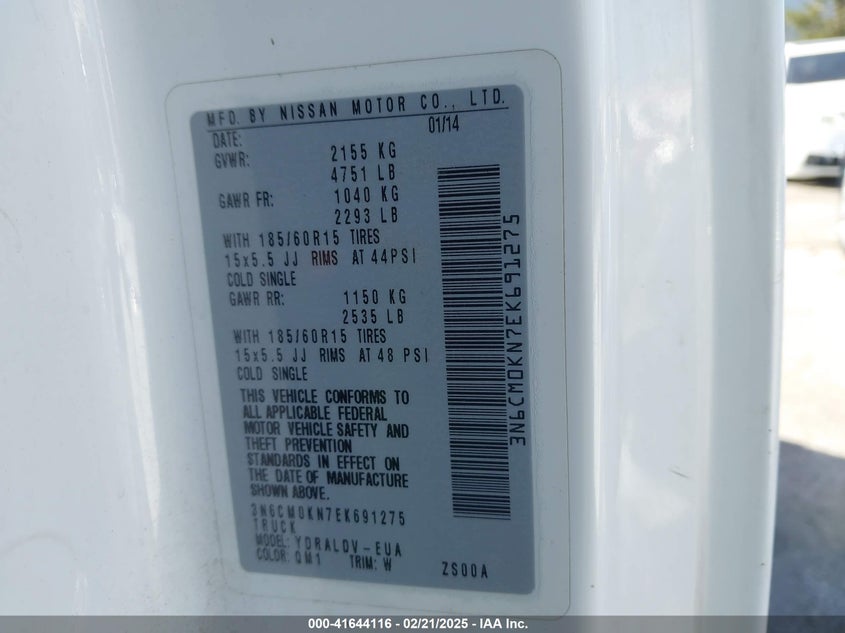 MFD. BY NISSAN MOTOR CO., LTD.
DATE: 01/14
GVWR: 2155 KG
4751 LB
GAWR FR: 1040 KG
2293 LB
WITH 185/60R15 TIRES
15x5.5 JJ RIMS AT 44PSI
COLD SINGLE
GAWR RR: 1150 KG
2535 LB
WITH 185/60R15 TIRES
15x5.5 JJ RIMS AT 48 PSI
COLD SINGLE
THIS VEHICLE CONFORMS TO
ALL APPLICABLE FEDERAL
MOTOR VEHICLE SAFETY AND
THEFT PREVENTION
STANDARDS IN EFFECT ON
THE DATE OF MANUFACTURE
SHOWN ABOVE.
3N6CM0KN7EK691275
TRUCK
MODEL: YDRALDV-EUA
COLOR: QM1 TRIM: W ZS00A
3N6CM0KN7EK691275
000-41644116 - 02/21/2025 - IAA Inc.